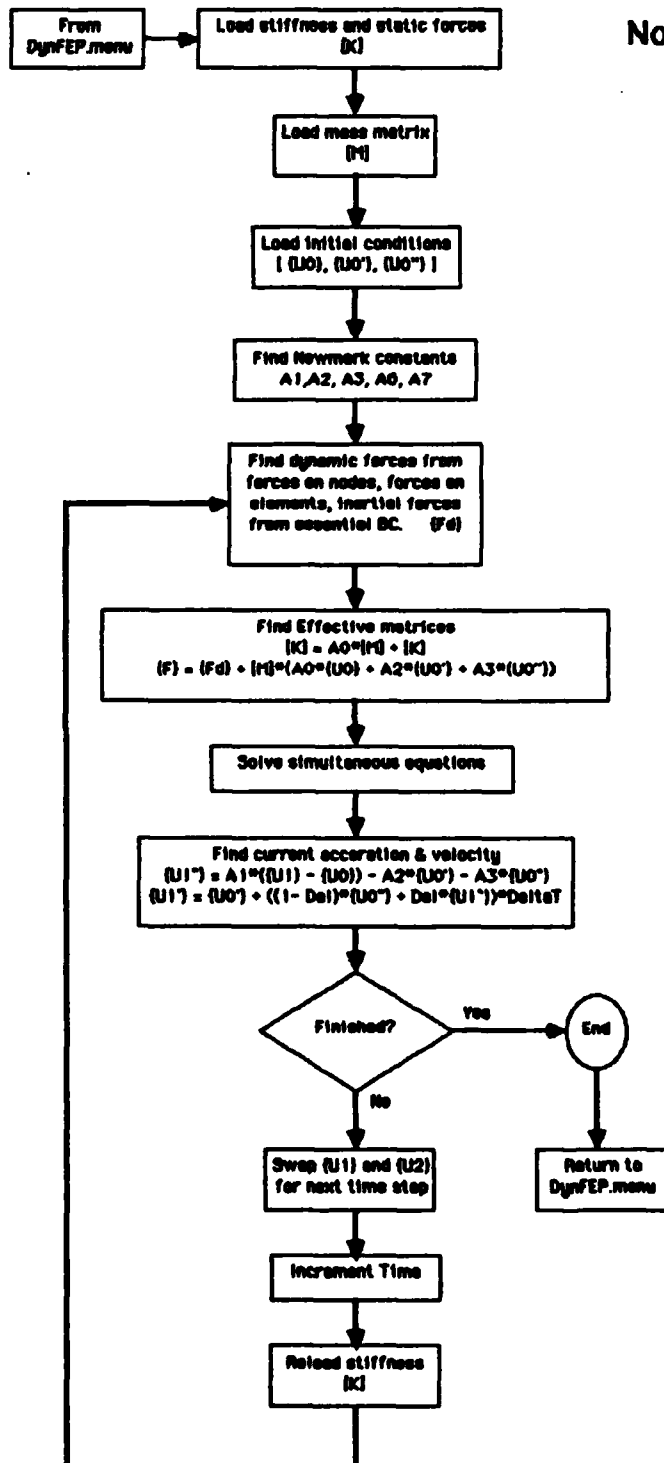 From
DynFEP.menu
Load stiffness and static forces
[K]
No
Load mass matrix
[M]
Load initial conditions
[ {U0}, {U0'}, {U0"} ]
Find Newmark constants
A1,A2, A3, A6, A7
Find dynamic forces from
forces on nodes, forces on
elements, inertial forces
from essential BC. {Fd}
Find Effective matrices
[K] = A0*[M] + [K]
{F} = {Fd} + [M]*(A0*{U0} + A2*{U0'} + A3*{U0"})
Solve simultaneous equations
Find current acceration & velocity
{U1"} = A1*({U1} - {U0}) - A2*{U0'} - A3*{U0"}
{U1'} = {U0'} + ((1- Del)*{U0"} + Del*{U1"})*DeltaT
Finished?
Yes
End
No
Swap {U1} and {U2}
for next time step
Return to
DynFEP.menu
Increment Time
Reload stiffness
[K]